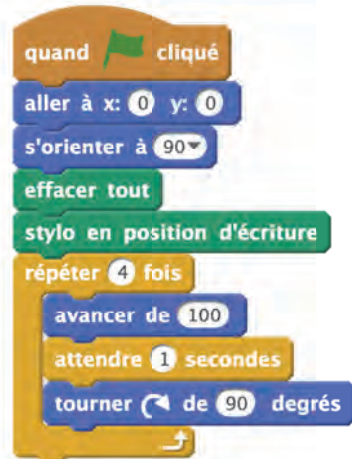 quand cliqué
aller à x: 0 y: 0
s'orienter à 90
effacer tout
stylo en position d'écriture
répéter 4 fois
avancer de 100
attendre 1 secondes
tourner de 90 degrés